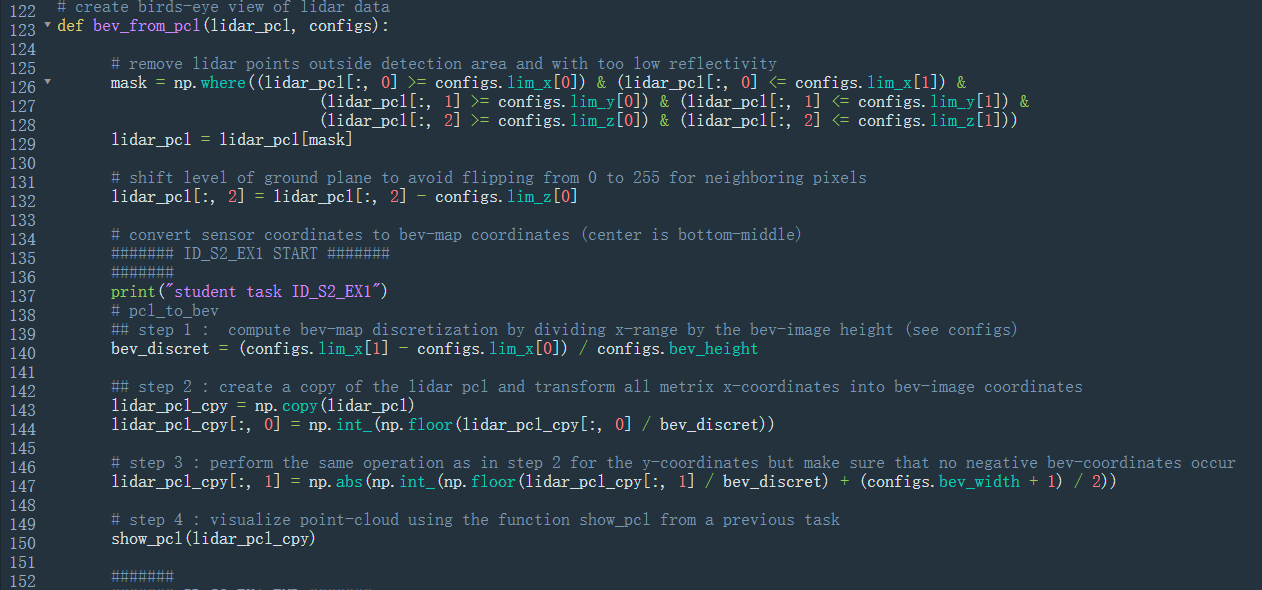 122 # create birds-eye view of lidar data
123 def bev_from_pcl(lidar_pcl, configs):
124
125 # remove lidar points outside detection area and with too low reflectivity
126 mask = np.where((lidar_pcl[:, 0] >= configs.lim_x[0]) & (lidar_pcl[:, 0] <= configs.lim_x[1]) &
127 (lidar_pcl[:, 1] >= configs.lim_y[0]) & (lidar_pcl[:, 1] <= configs.lim_y[1]) &
128 (lidar_pcl[:, 2] >= configs.lim_z[0]) & (lidar_pcl[:, 2] <= configs.lim_z[1]))
129 lidar_pcl = lidar_pcl[mask]
130
131 # shift level of ground plane to avoid flipping from 0 to 255 for neighboring pixels
132 lidar_pcl[:, 2] = lidar_pcl[:, 2] - configs.lim_z[0]
133
134 # convert sensor coordinates to bev-map coordinates (center is bottom-middle)
135 ####### ID_S2_EX1 START #######
136 #######
137 print("student task ID_S2_EX1")
138 # pcl_to_bev
139 ## step 1 :  compute bev-map discretization by dividing x-range by the bev-image height (see configs)
140 bev_discret = (configs.lim_x[1] - configs.lim_x[0]) / configs.bev_height
141
142 ## step 2 : create a copy of the lidar pcl and transform all metrix x-coordinates into bev-image coordinates
143 lidar_pcl_cpy = np.copy(lidar_pcl)
144 lidar_pcl_cpy[:, 0] = np.int_(np.floor(lidar_pcl_cpy[:, 0] / bev_discret))
145
146 # step 3 : perform the same operation as in step 2 for the y-coordinates but make sure that no negative bev-coordinates occur
147 lidar_pcl_cpy[:, 1] = np.abs(np.int_(np.floor(lidar_pcl_cpy[:, 1] / bev_discret) + (configs.bev_width + 1) / 2))
148
149 # step 4 : visualize point-cloud using the function show_pcl from a previous task
150 show_pcl(lidar_pcl_cpy)
151
152 #######